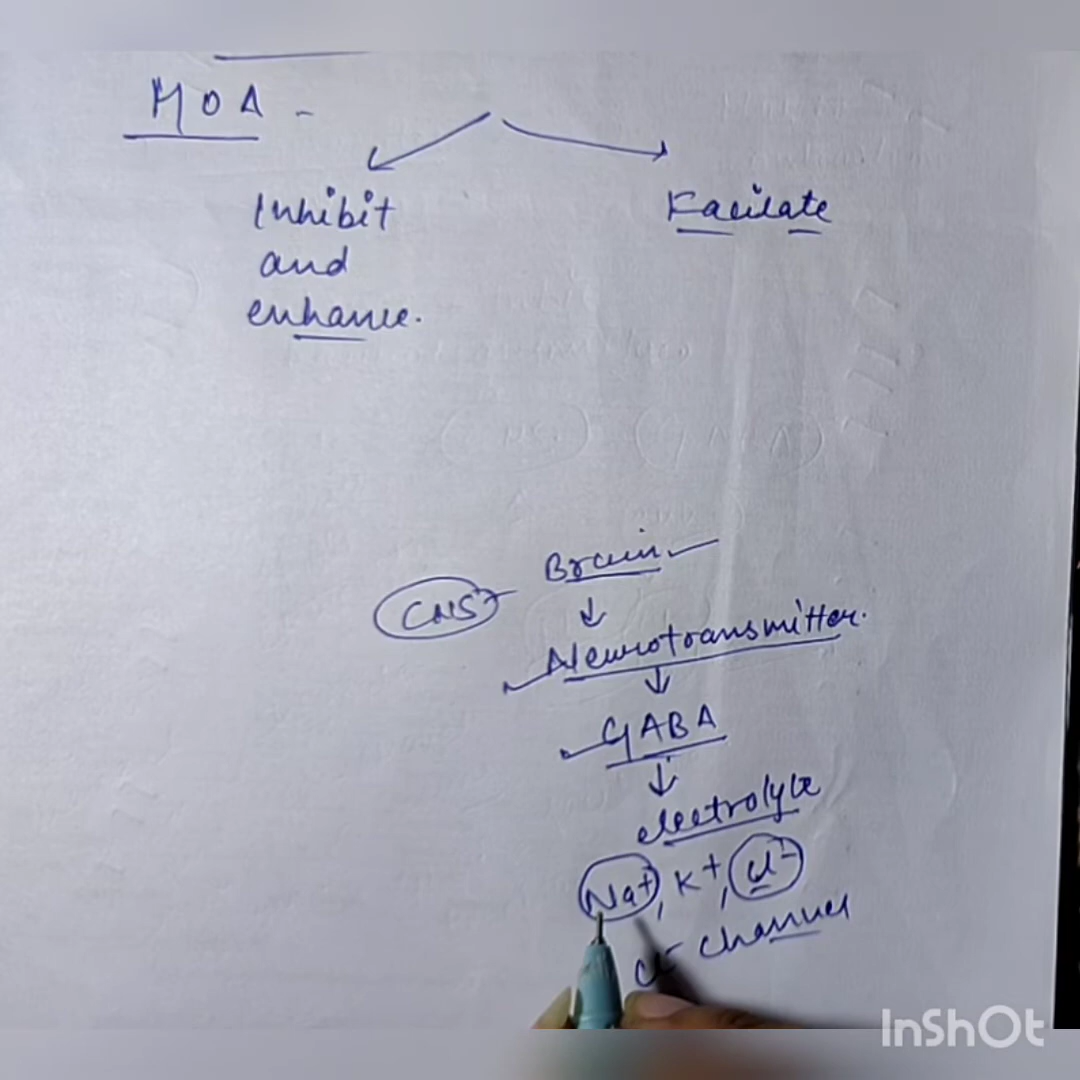 MOA -
Inhibit
and
enhance.
Facilate
Brain
CNS
Neurotransmitter.
GABA
electrolyte
Na+, K+, Cl-
Cl- channel
InShOt